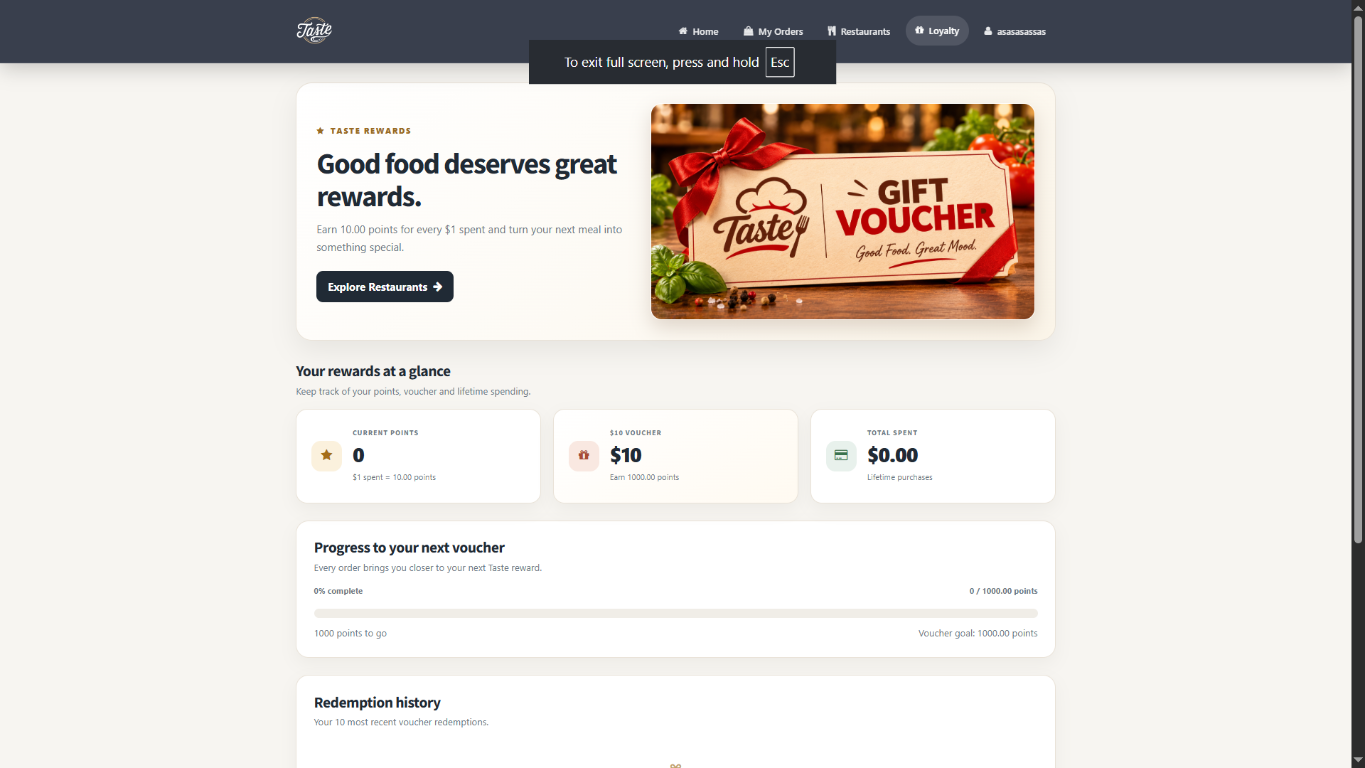 Taste
Home
My Orders
Restaurants
Loyalty
asasasassas
To exit full screen, press and hold Esc
TASTE REWARDS
Good food deserves great
rewards.
Earn 10.00 points for every $1 spent and turn your next meal into
something special.
Explore Restaurants
Taste
GIFT
VOUCHER
Good Food. Great Mood.
Your rewards at a glance
Keep track of your points, voucher and lifetime spending.
CURRENT POINTS
0
$1 spent = 10.00 points
$10 VOUCHER
$10
Earn 1000.00 points
TOTAL SPENT
$0.00
Lifetime purchases
Progress to your next voucher
Every order brings you closer to your next Taste reward.
0% complete
0 / 1000.00 points
1000 points to go
Voucher goal: 1000.00 points
Redemption history
Your 10 most recent voucher redemptions.